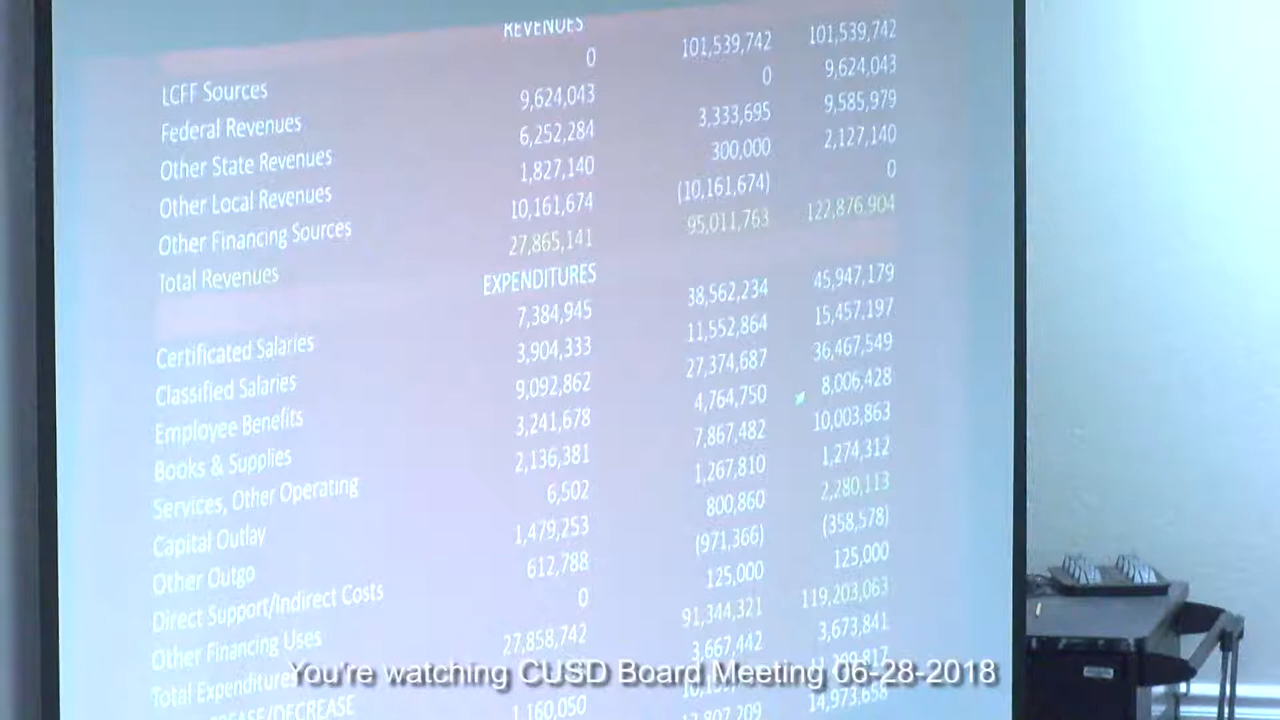 REVENUES
LCFF Sources 0 101,539,742 101,539,742
Federal Revenues 9,624,043 0 9,624,043
Other State Revenues 6,252,284 3,333,695 9,585,979
Other Local Revenues 1,827,140 300,000 2,127,140
Other Financing Sources 10,161,674 (10,161,674) 0
Total Revenues 27,865,141 95,011,763 122,876,904
EXPENDITURES
Certificated Salaries 7,384,945 38,562,234 45,947,179
Classified Salaries 3,904,333 11,552,864 15,457,197
Employee Benefits 9,092,862 27,374,687 36,467,549
Books & Supplies 3,241,678 4,764,750 8,006,428
Services, Other Operating 2,136,381 7,867,482 10,003,863
Capital Outlay 6,502 1,267,810 1,274,312
Other Outgo 1,479,253 800,860 2,280,113
Direct Support/Indirect Costs 612,788 (971,366) (358,578)
Other Financing Uses 0 125,000 125,000
Total Expenditures 27,858,742 91,344,321 119,203,063
/DECREASE 3,667,442 3,673,841
1,160,050
14,973,658
You're watching CUSD Board Meeting 06-28-2018